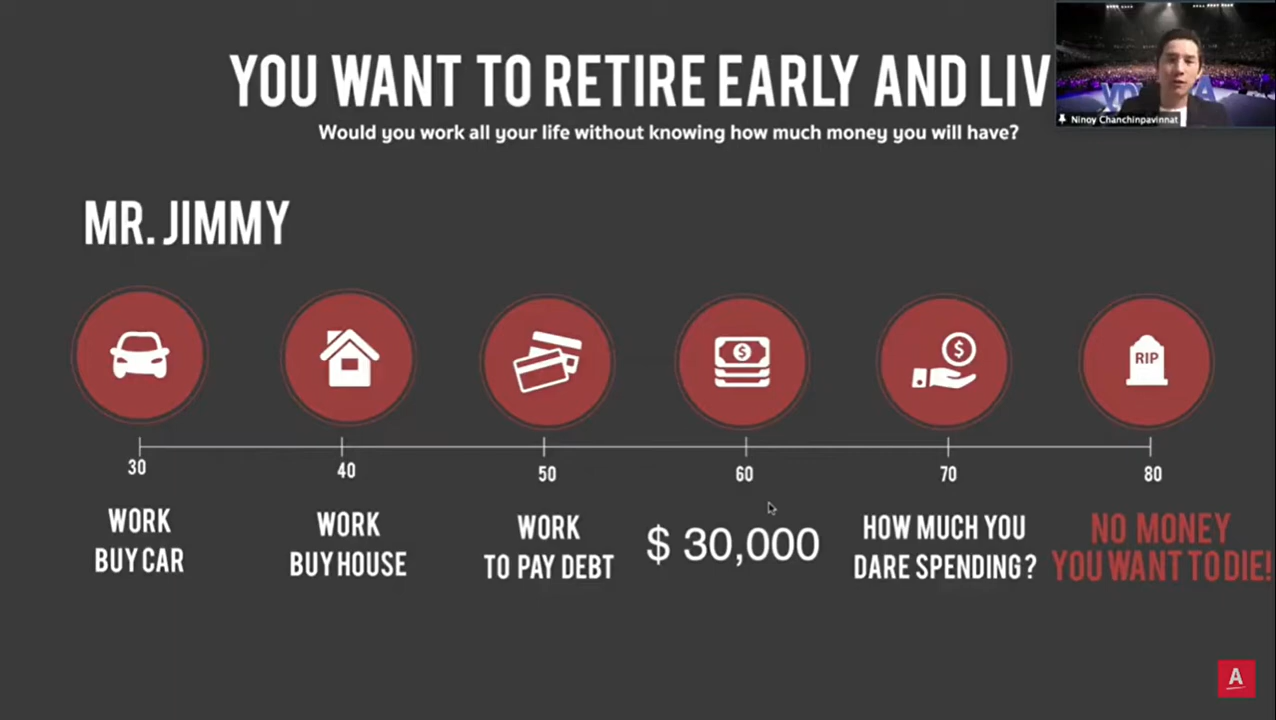 YOU WANT TO RETIRE EARLY AND LIV
Would you work all your life without knowing how much money you will have?
Ninoy Chanchinpavinnat
MR. JIMMY
RIP
30
40
50
60
70
80
WORK
BUY CAR
WORK
BUY HOUSE
WORK
TO PAY DEBT
$ 30,000
HOW MUCH YOU
DARE SPENDING?
NO MONEY
YOU WANT TO DIE!
A